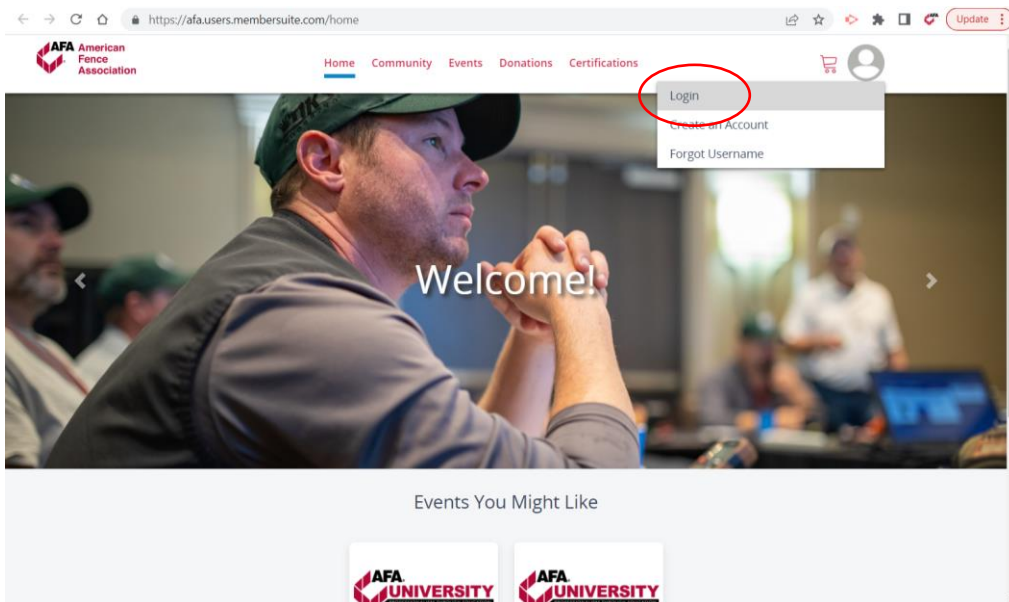 https://afa.users.membersuite.com/home
Update
AFA American
Fence
Association
Home Community Events Donations Certifications
Login
Create an Account
Forgot Username
Welcome!
Events You Might Like
AFA. AFA.
UNIVERSITY UNIVERSITY